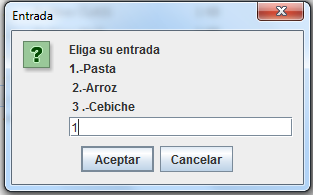 Entrada
Eliga su entrada
1.-Pasta
2.-Arroz
3 .-Cebiche
1
Aceptar Cancelar